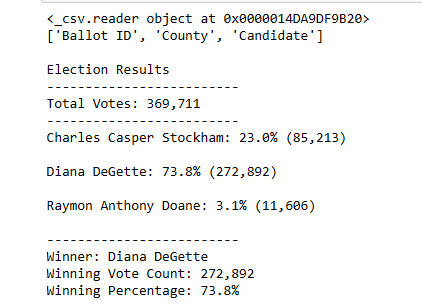 <_csv.reader object at 0x0000014DA9DF9B20>
['Ballot ID', 'County', 'Candidate']
Election Results
-------------------------
Total Votes: 369,711
-------------------------
Charles Casper Stockham: 23.0% (85,213)
Diana DeGette: 73.8% (272,892)
Raymon Anthony Doane: 3.1% (11,606)
-------------------------
Winner: Diana DeGette
Winning Vote Count: 272,892
Winning Percentage: 73.8%